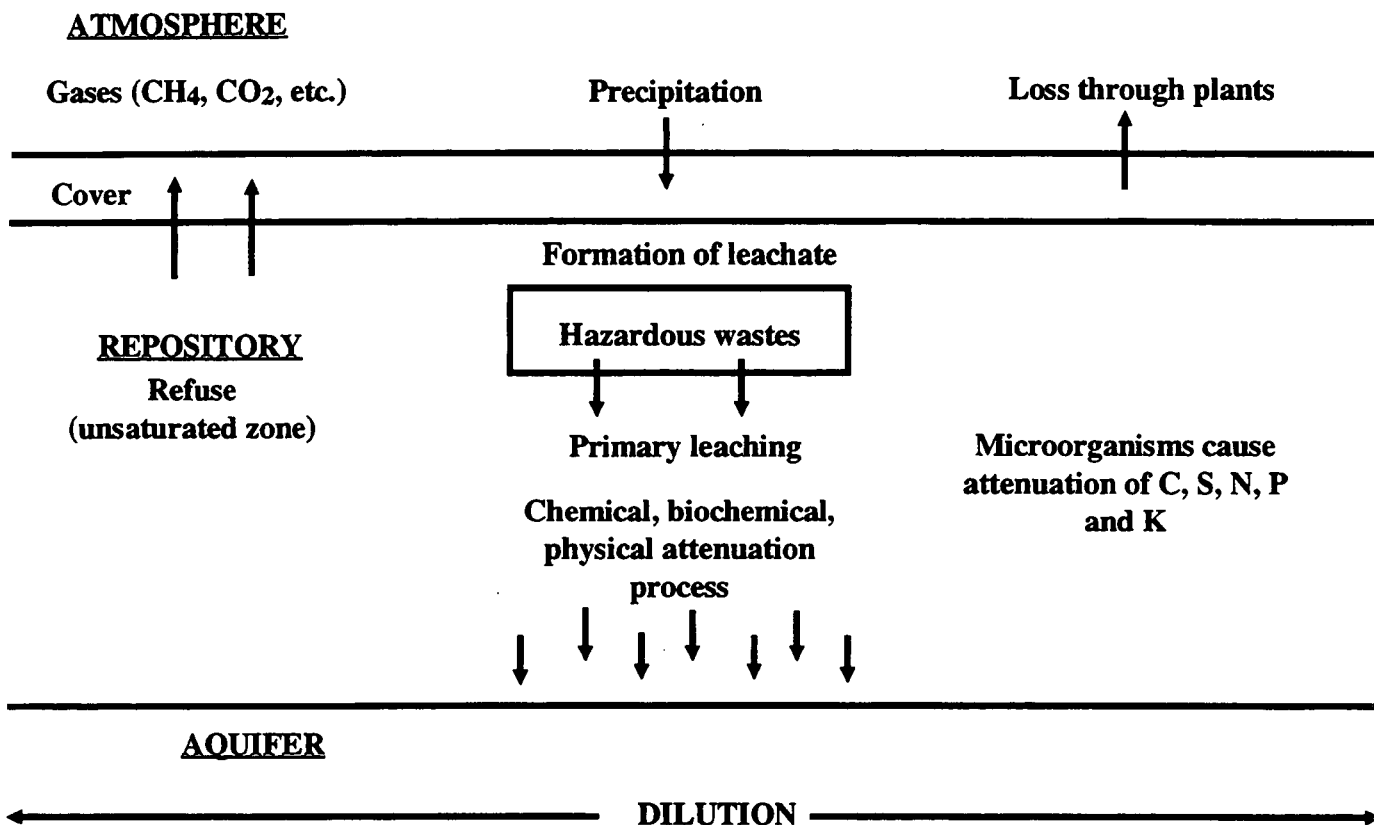 ATMOSPHERE
Gases (CH4, CO2, etc.)
Precipitation
Loss through plants
Cover
Formation of leachate
Hazardous wastes
REPOSITORY
Refuse
(unsaturated zone)
Primary leaching
Chemical, biochemical,
physical attenuation
process
Microorganisms cause
attenuation of C, S, N, P
and K
AQUIFER
DILUTION